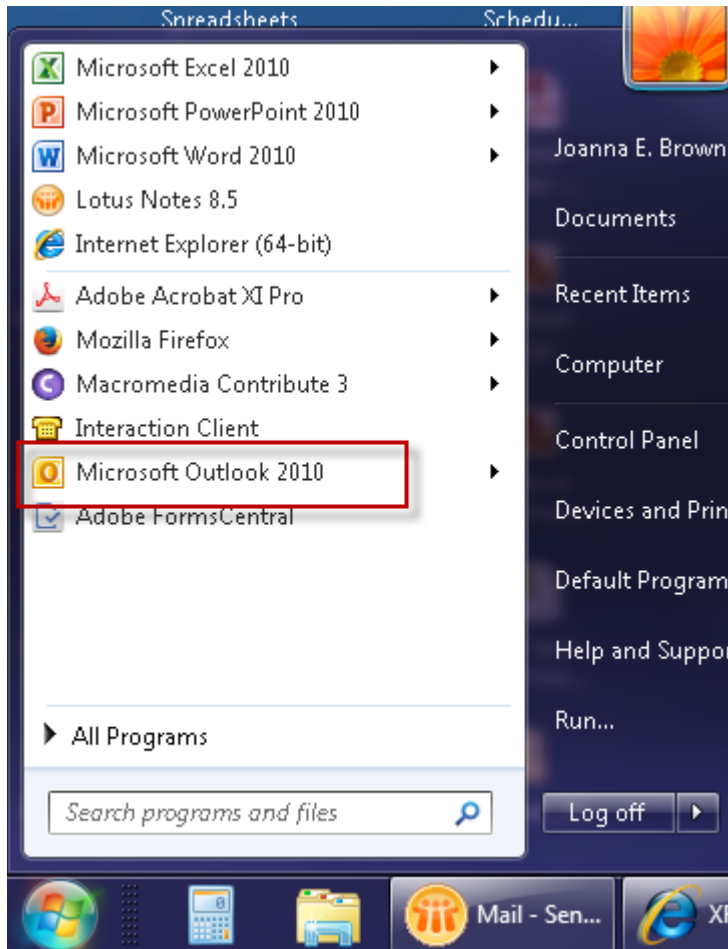 Spreadsheets
Schedu...
Microsoft Excel 2010
Microsoft PowerPoint 2010
Microsoft Word 2010
Lotus Notes 8.5
Internet Explorer (64-bit)
Adobe Acrobat XI Pro
Mozilla Firefox
Macromedia Contribute 3
Interaction Client
Microsoft Outlook 2010
Adobe FormsCentral
All Programs
Search programs and files
Joanna E. Brown
Documents
Recent Items
Computer
Control Panel
Devices and Prin
Default Program
Help and Suppor
Run...
Log off
Mail - Sen...